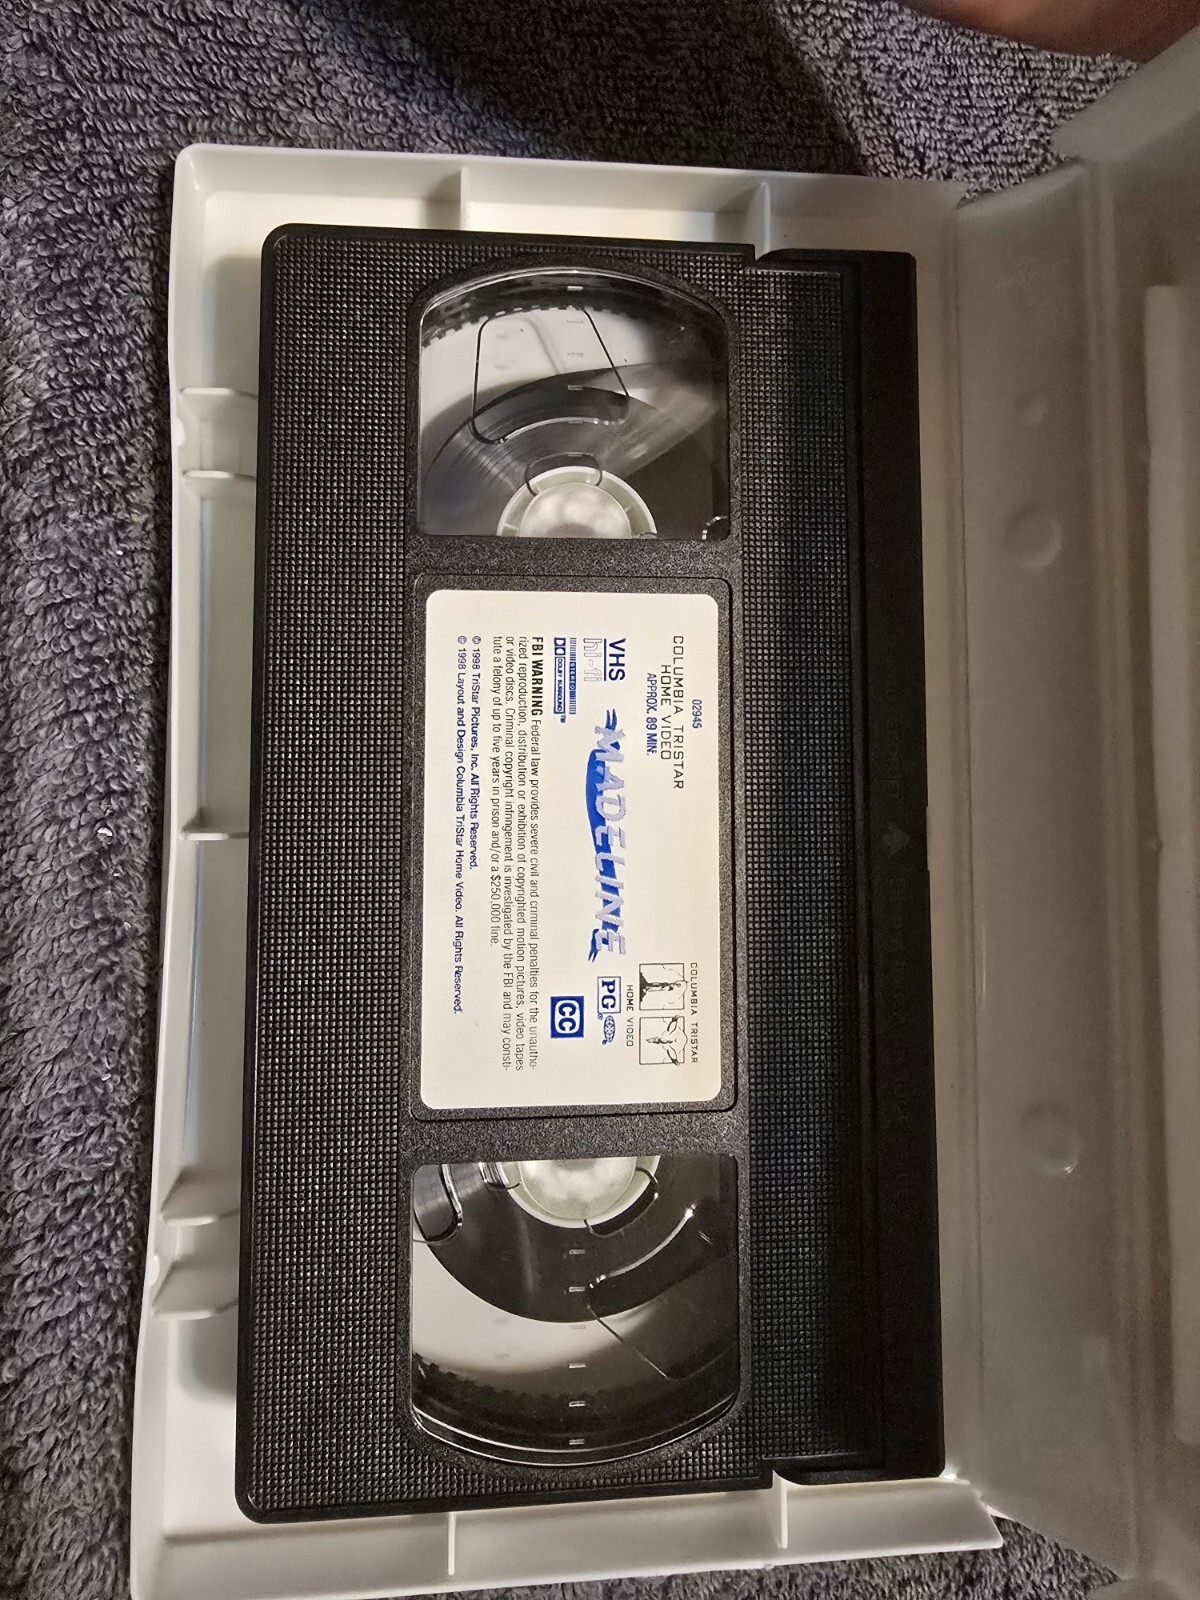 02945
APPROX. 89 MIN.
COLUMBIA TRISTAR
HOME VIDEO
COLUMBIA TRISTAR
HOME VIDEO
VHS
hi-fi
MADELINE
PG
STEREO
DOLBY SURROUND™
CC
FBI WARNING Federal law provides severe civil and criminal penalties for the unautho-
rized reproduction, distribution or exhibition of copyrighted motion pictures, video tapes
or video discs. Criminal copyright infringement is investigated by the FBI and may consti-
tute a felony of up to five years in prison and/or a $250,000 fine.
© 1998 TriStar Pictures, Inc. All Rights Reserved.
© 1998 Layout and Design Columbia TriStar Home Video. All Rights Reserved.